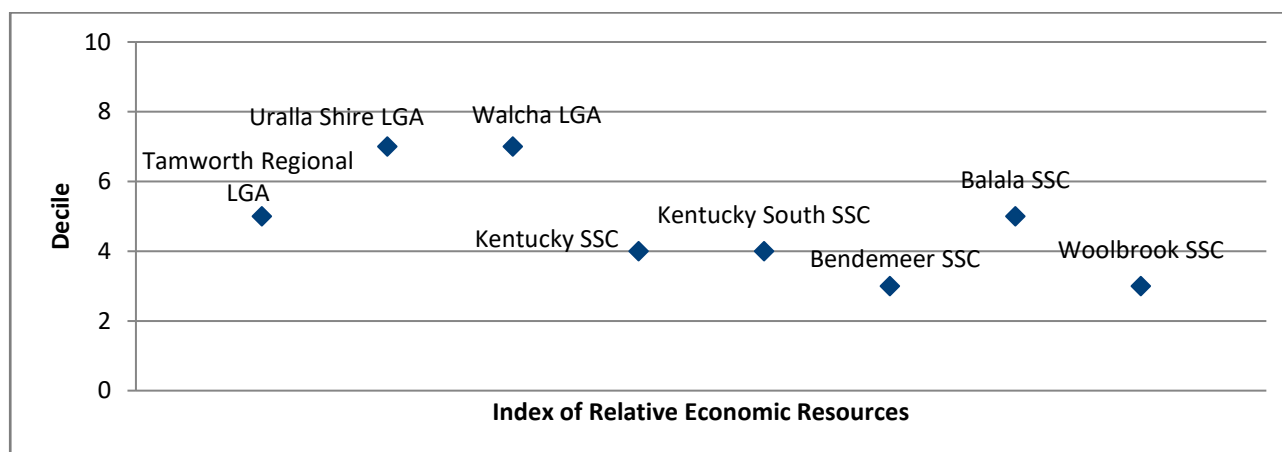 10
8
6
4
2
0
Decile
Tamworth Regional
LGA
Uralla Shire LGA
Walcha LGA
Kentucky SSC
Kentucky South SSC
Bendemeer SSC
Balala SSC
Woolbrook SSC
Index of Relative Economic Resources